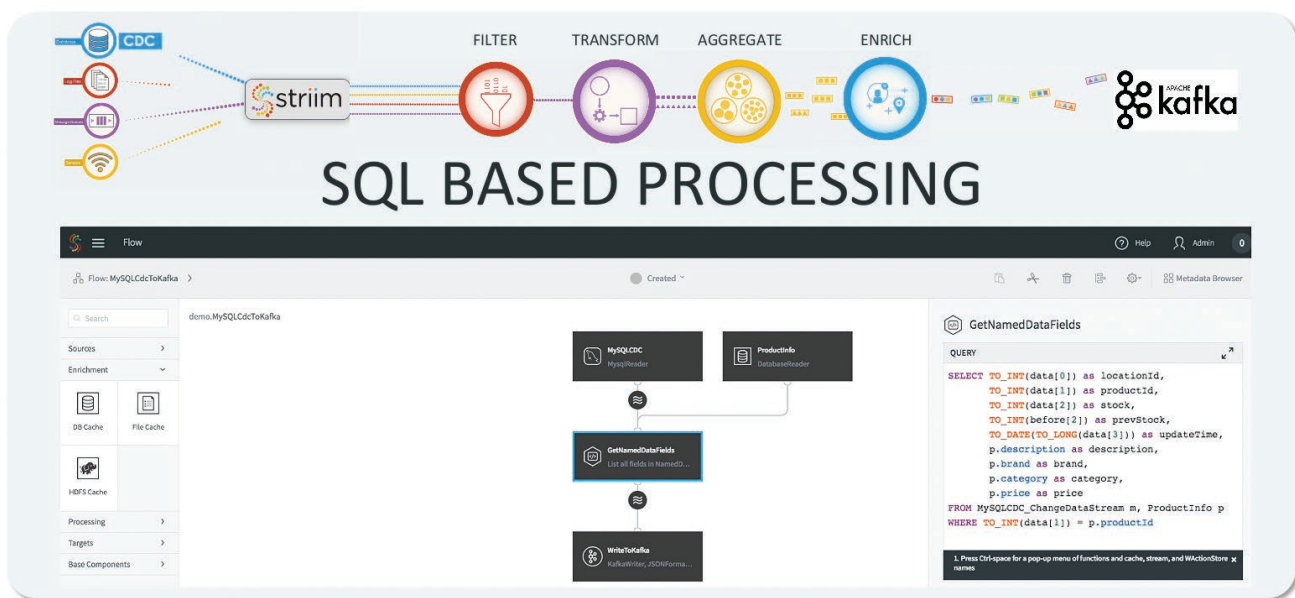 CDC
striim
FILTER
TRANSFORM
AGGREGATE
ENRICH
APACHE
kafka
SQL BASED PROCESSING
Flow
Help
Admin
0
Flow: MySQLCdcToKafka
Created
Metadata Browser
Search
demo.MySQLCdcToKafka
Sources
Enrichment
DB Cache
File Cache
HDFS Cache
Processing
Targets
Base Components
MySQLCDC
MysqlReader
ProductInfo
DatabaseReader
GetNamedDataFields
List all fields in NamedD...
WriteToKafka
KafkaWriter, JSONForma...
GetNamedDataFields
QUERY
SELECT TO_INT(data[0]) as locationId,
TO_INT(data[1]) as productId,
TO_INT(data[2]) as stock,
TO_INT(before[2]) as prevStock,
TO_DATE(TO_LONG(data[3])) as updateTime,
p.description as description,
p.brand as brand,
p.category as category,
p.price as price
FROM MySQLCDC_ChangeDataStream m, ProductInfo p
WHERE TO_INT(data[1]) = p.productId
1. Press Ctrl-space for a pop-up menu of functions and cache, stream, and WActionStore x
names